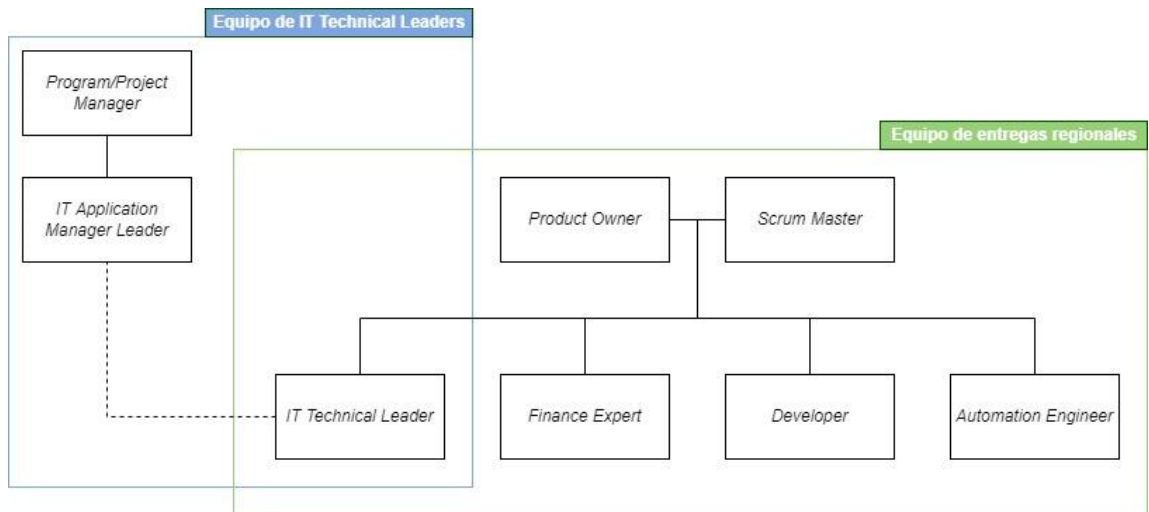 Equipo de IT Technical Leaders
Program/Project
Manager
Equipo de entregas regionales
IT Application
Manager Leader
Product Owner
Scrum Master
IT Technical Leader
Finance Expert
Developer
Automation Engineer